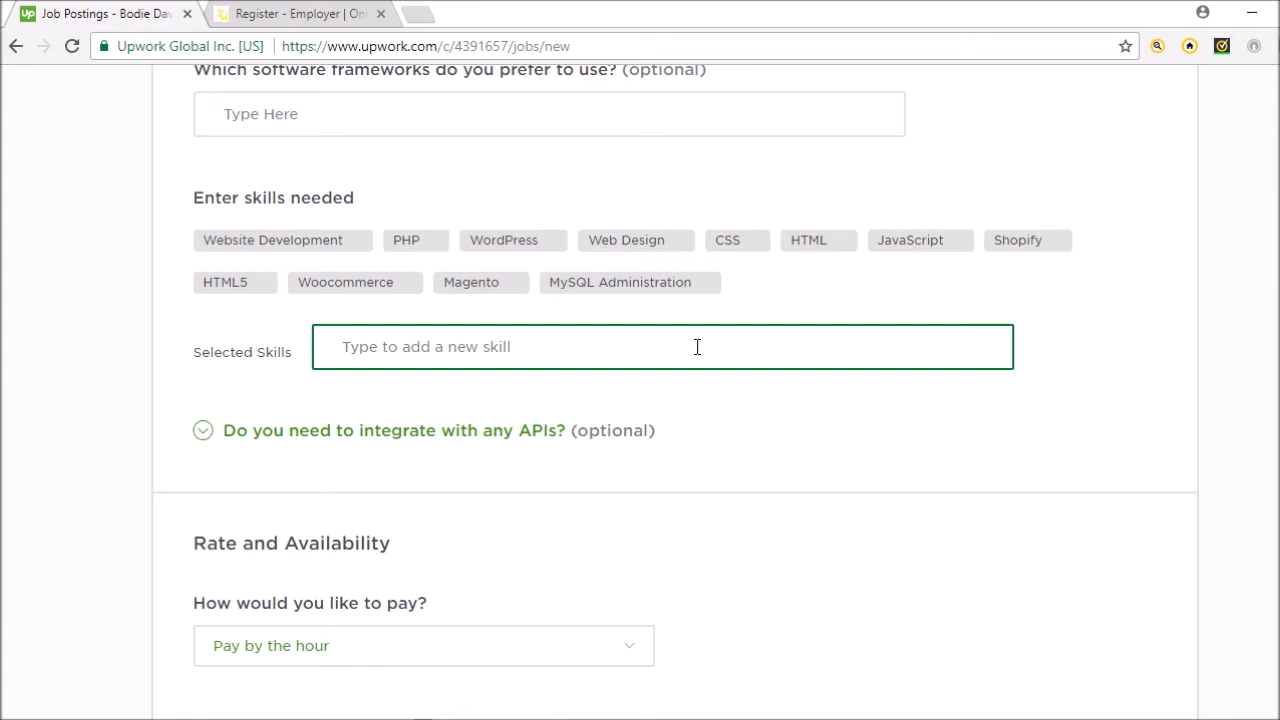 Job Postings - Bodie Dav
Register - Employer | Onl
Upwork Global Inc. [US] https://www.upwork.com/c/4391657/jobs/new
Which software frameworks do you prefer to use? (optional)
Type Here
Enter skills needed
Website Development PHP WordPress Web Design CSS HTML JavaScript Shopify
HTML5 Woocommerce Magento MySQL Administration
Selected Skills Type to add a new skill
Do you need to integrate with any APIs? (optional)
Rate and Availability
How would you like to pay?
Pay by the hour